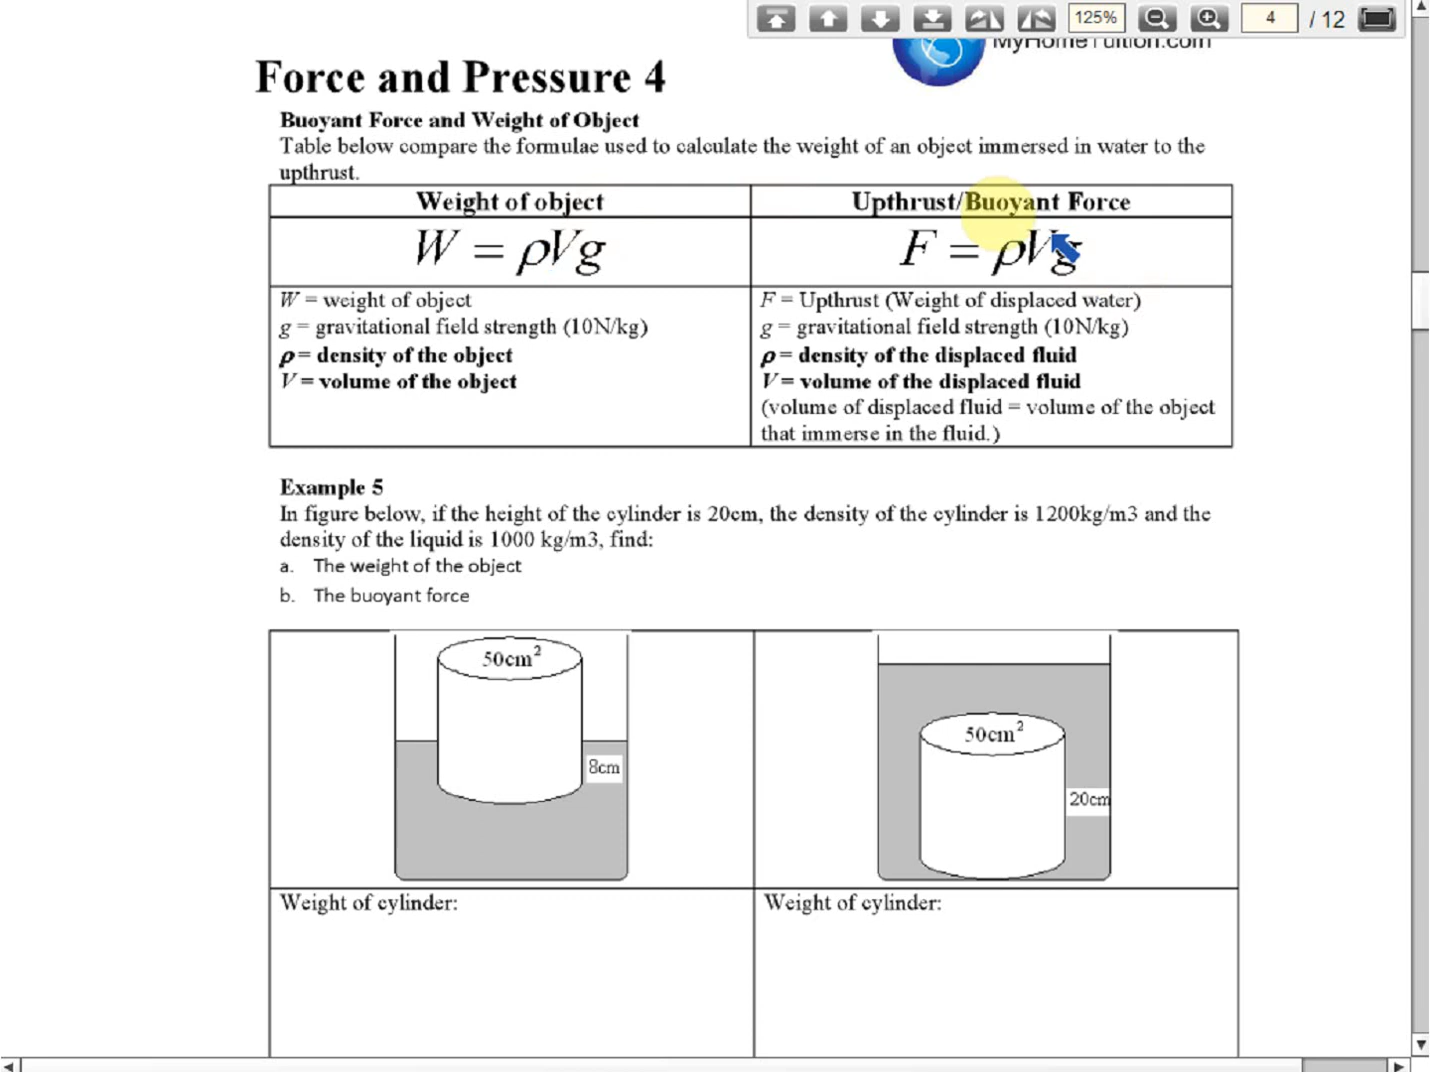 125%
4
/ 12
MyHomeTuition.com
Force and Pressure 4
Buoyant Force and Weight of Object
Table below compare the formulae used to calculate the weight of an object immersed in water to the
upthrust.
Weight of object
Upthrust/Buoyant Force
W = ρVg
F = ρVg
W = weight of object
g = gravitational field strength (10N/kg)
ρ= density of the object
V= volume of the object
F = Upthrust (Weight of displaced water)
g = gravitational field strength (10N/kg)
ρ= density of the displaced fluid
V= volume of the displaced fluid
(volume of displaced fluid = volume of the object
that immerse in the fluid.)
Example 5
In figure below, if the height of the cylinder is 20cm, the density of the cylinder is 1200kg/m3 and the
density of the liquid is 1000 kg/m3, find:
a. The weight of the object
b. The buoyant force
50cm²
8cm
50cm²
20cm
Weight of cylinder:
Weight of cylinder: